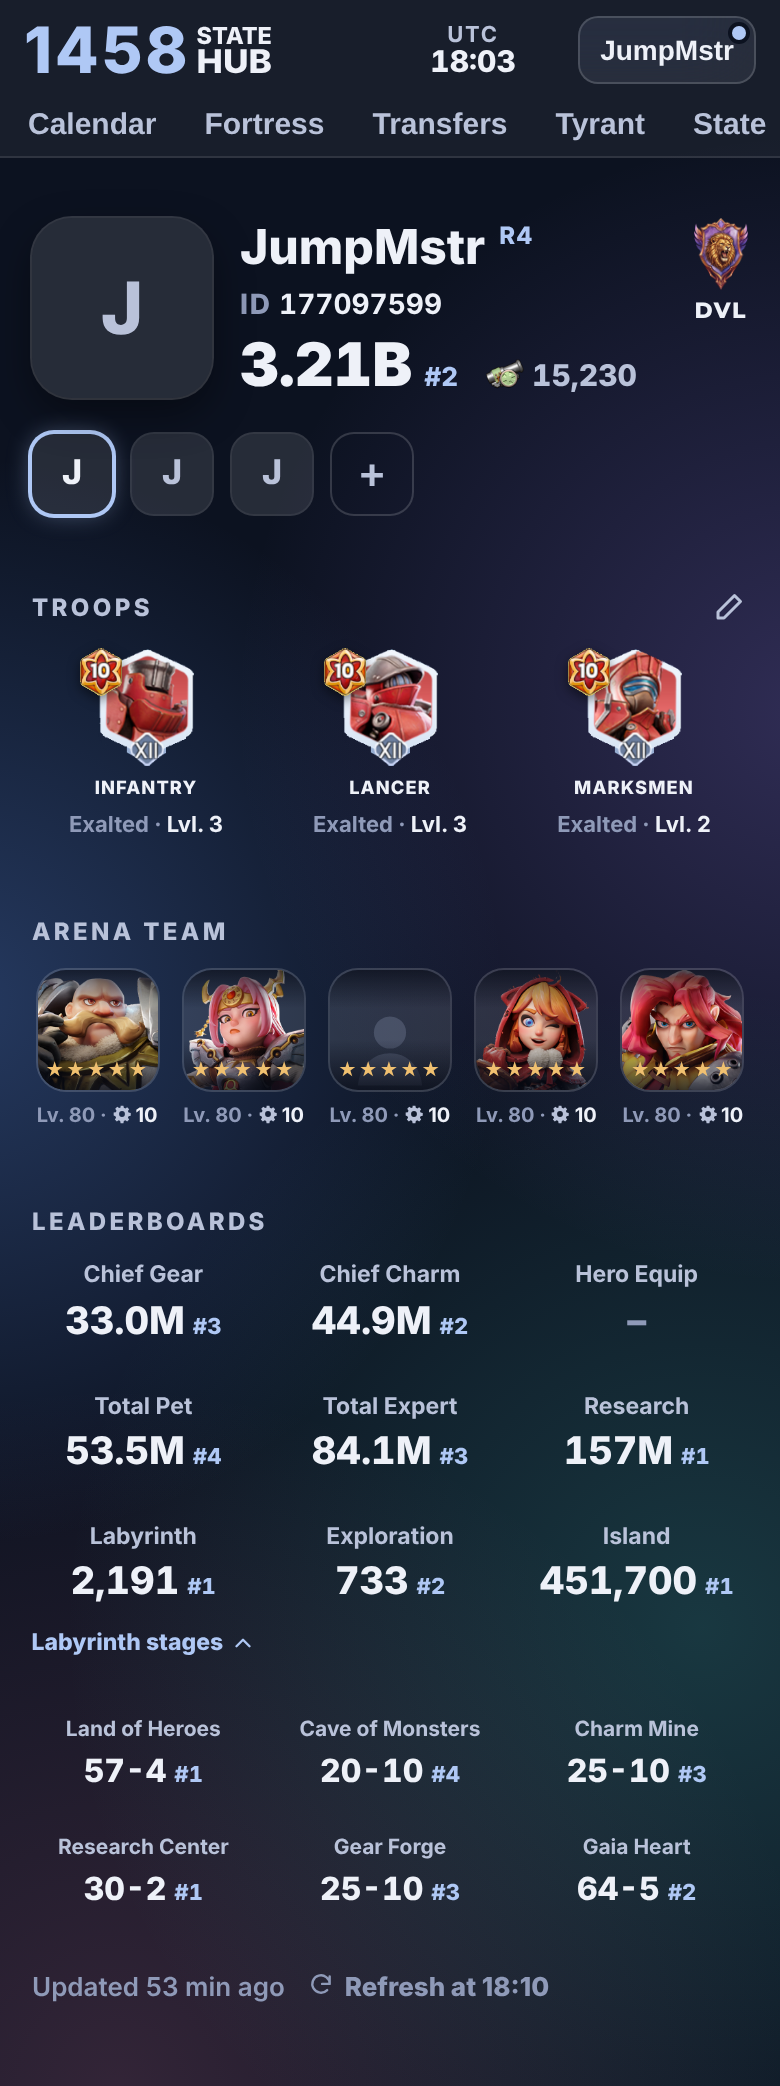 1458 STATE HUB
UTC
18:03
JumpMstr
Calendar Fortress Transfers Tyrant State
J
JumpMstr R4
ID 177097599
3.21B #2 15,230
DVL
J J J +
TROOPS
10 10 10
XII XII XII
INFANTRY LANCER MARKSMEN
Exalted · Lvl. 3 Exalted · Lvl. 3 Exalted · Lvl. 2
ARENA TEAM
Lv. 80 · 10 Lv. 80 · 10 Lv. 80 · 10 Lv. 80 · 10 Lv. 80 · 10
LEADERBOARDS
Chief Gear Chief Charm Hero Equip
33.0M #3 44.9M #2 –
Total Pet Total Expert Research
53.5M #4 84.1M #3 157M #1
Labyrinth Exploration Island
2,191 #1 733 #2 451,700 #1
Labyrinth stages
Land of Heroes Cave of Monsters Charm Mine
57-4 #1 20-10 #4 25-10 #3
Research Center Gear Forge Gaia Heart
30-2 #1 25-10 #3 64-5 #2
Updated 53 min ago Refresh at 18:10